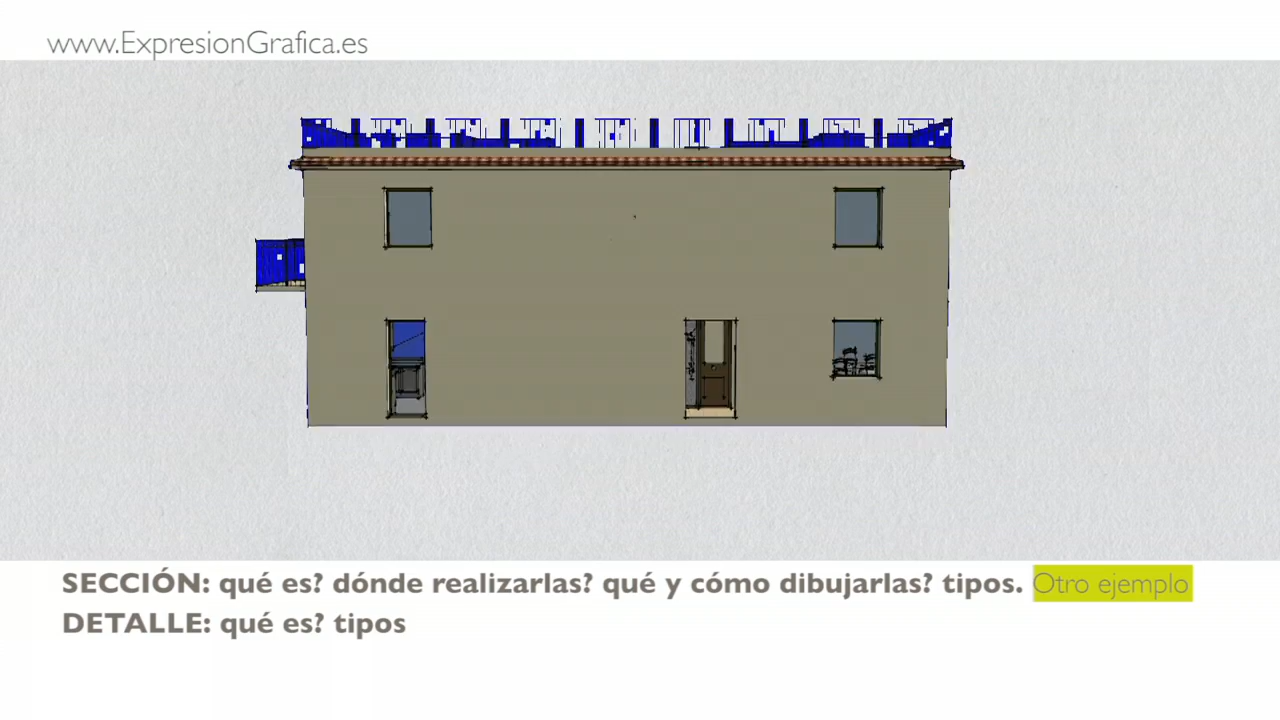 www.ExpresionGrafica.es
SECCIÓN: qué es? dónde realizarlas? qué y cómo dibujarlas? tipos. Otro ejemplo
DETALLE: qué es? tipos